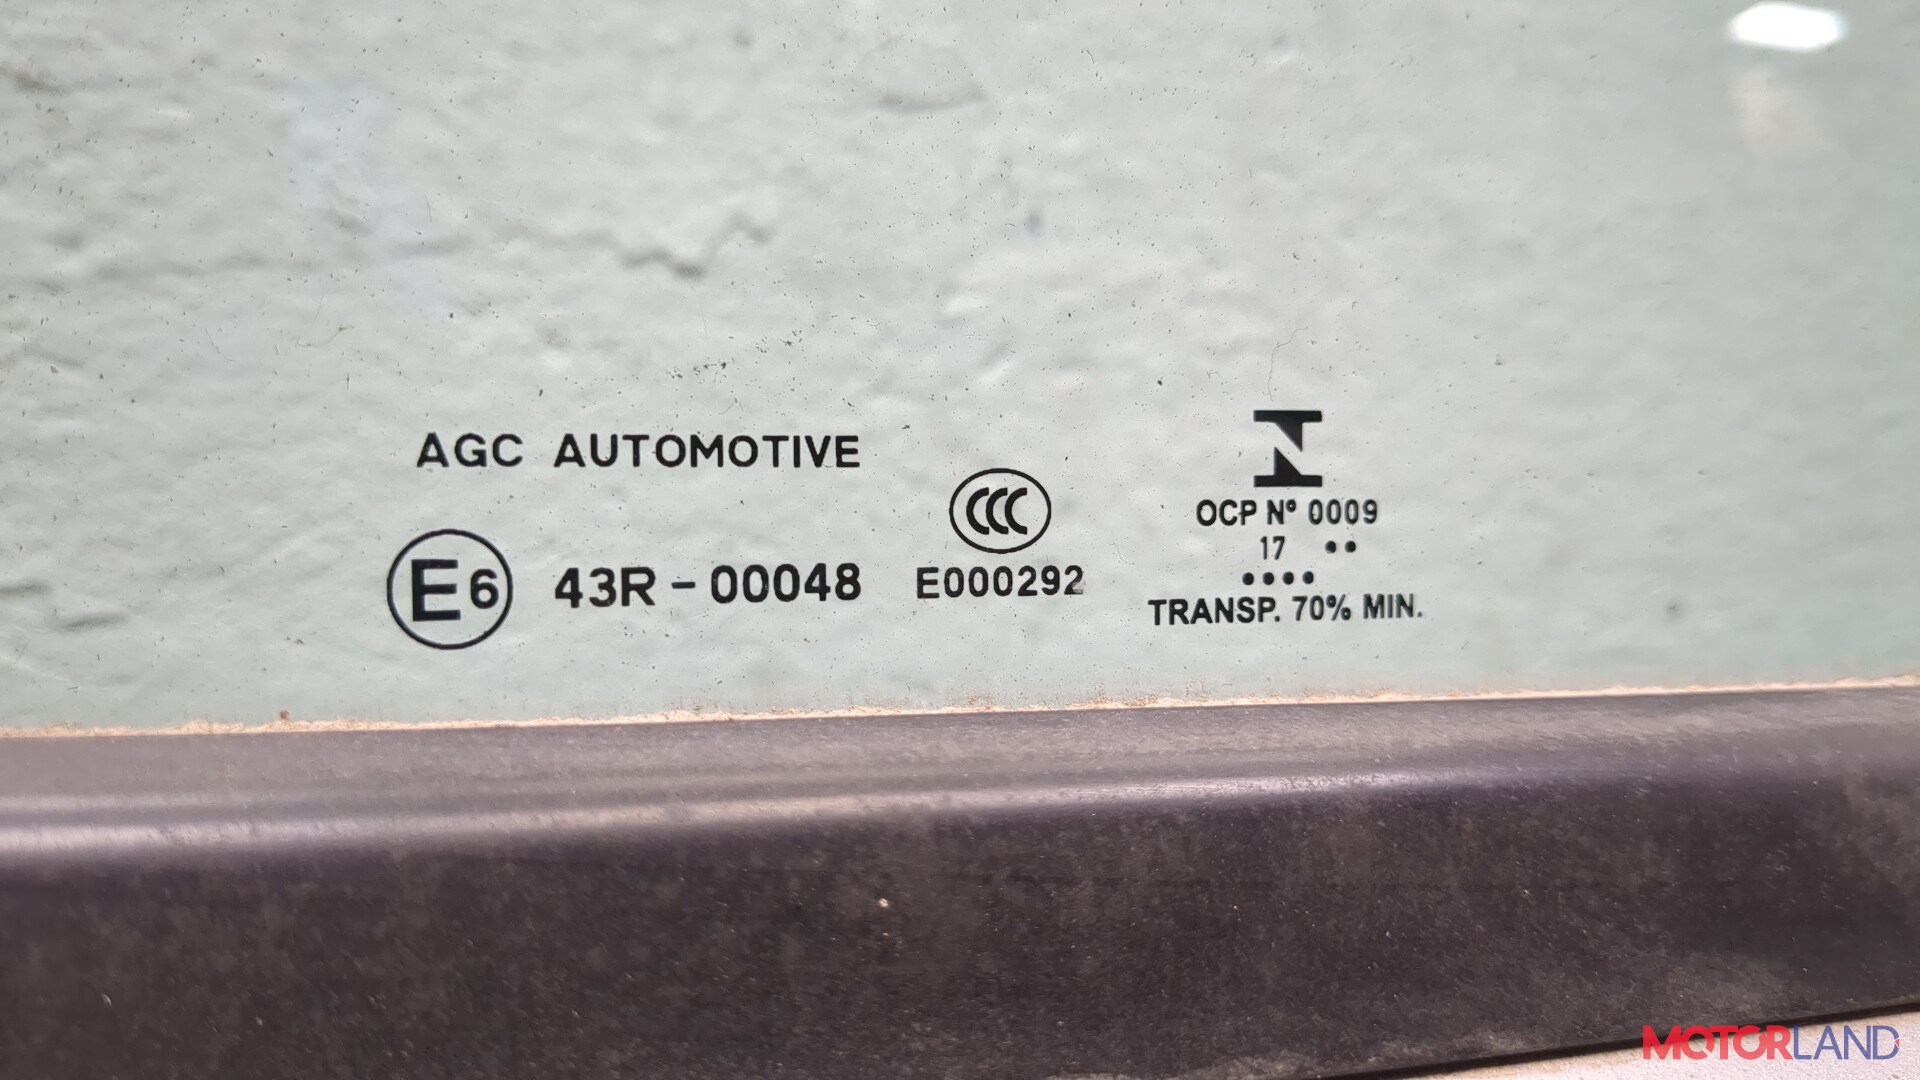 AGC AUTOMOTIVE
E6 43R - 00048
CCC
E000292
N
OCP Nº 0009
17 ••
••••
TRANSP. 70% MIN.
MOTORLAND